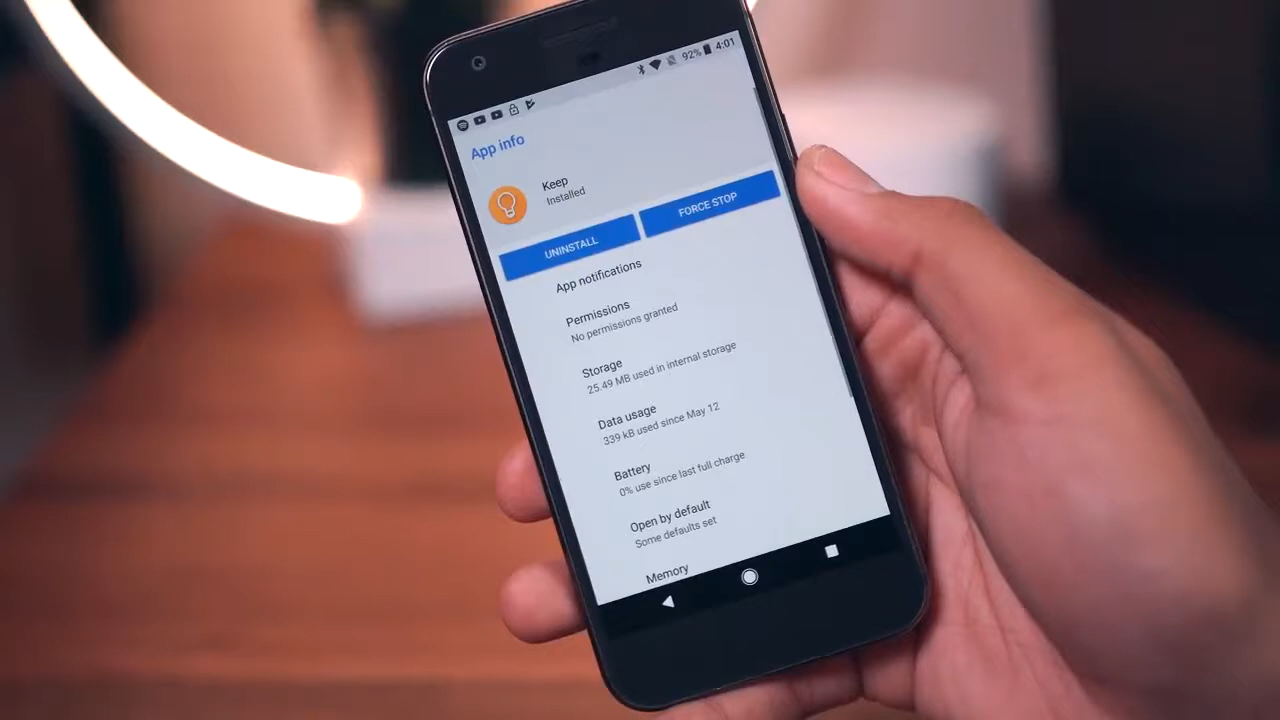 92% 4:01
App info
Keep
Installed
UNINSTALL FORCE STOP
App notifications
Permissions
No permissions granted
Storage
25.49 MB used in internal storage
Data usage
339 kB used since May 12
Battery
0% use since last full charge
Open by default
Some defaults set
Memory